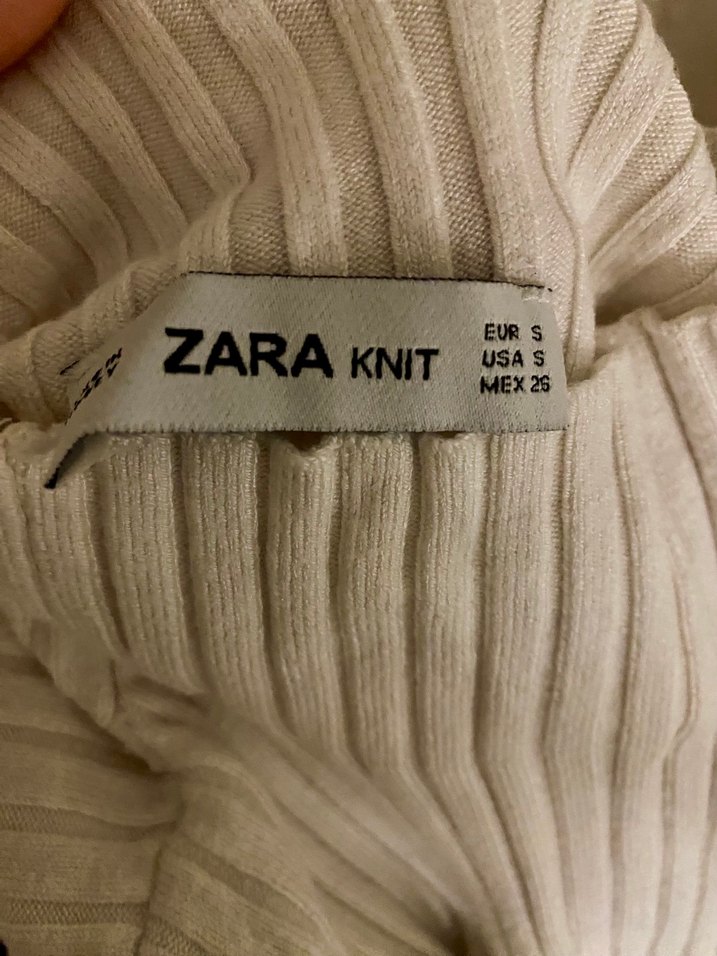 ZARA KNIT
EUR S
USA S
MEX 26